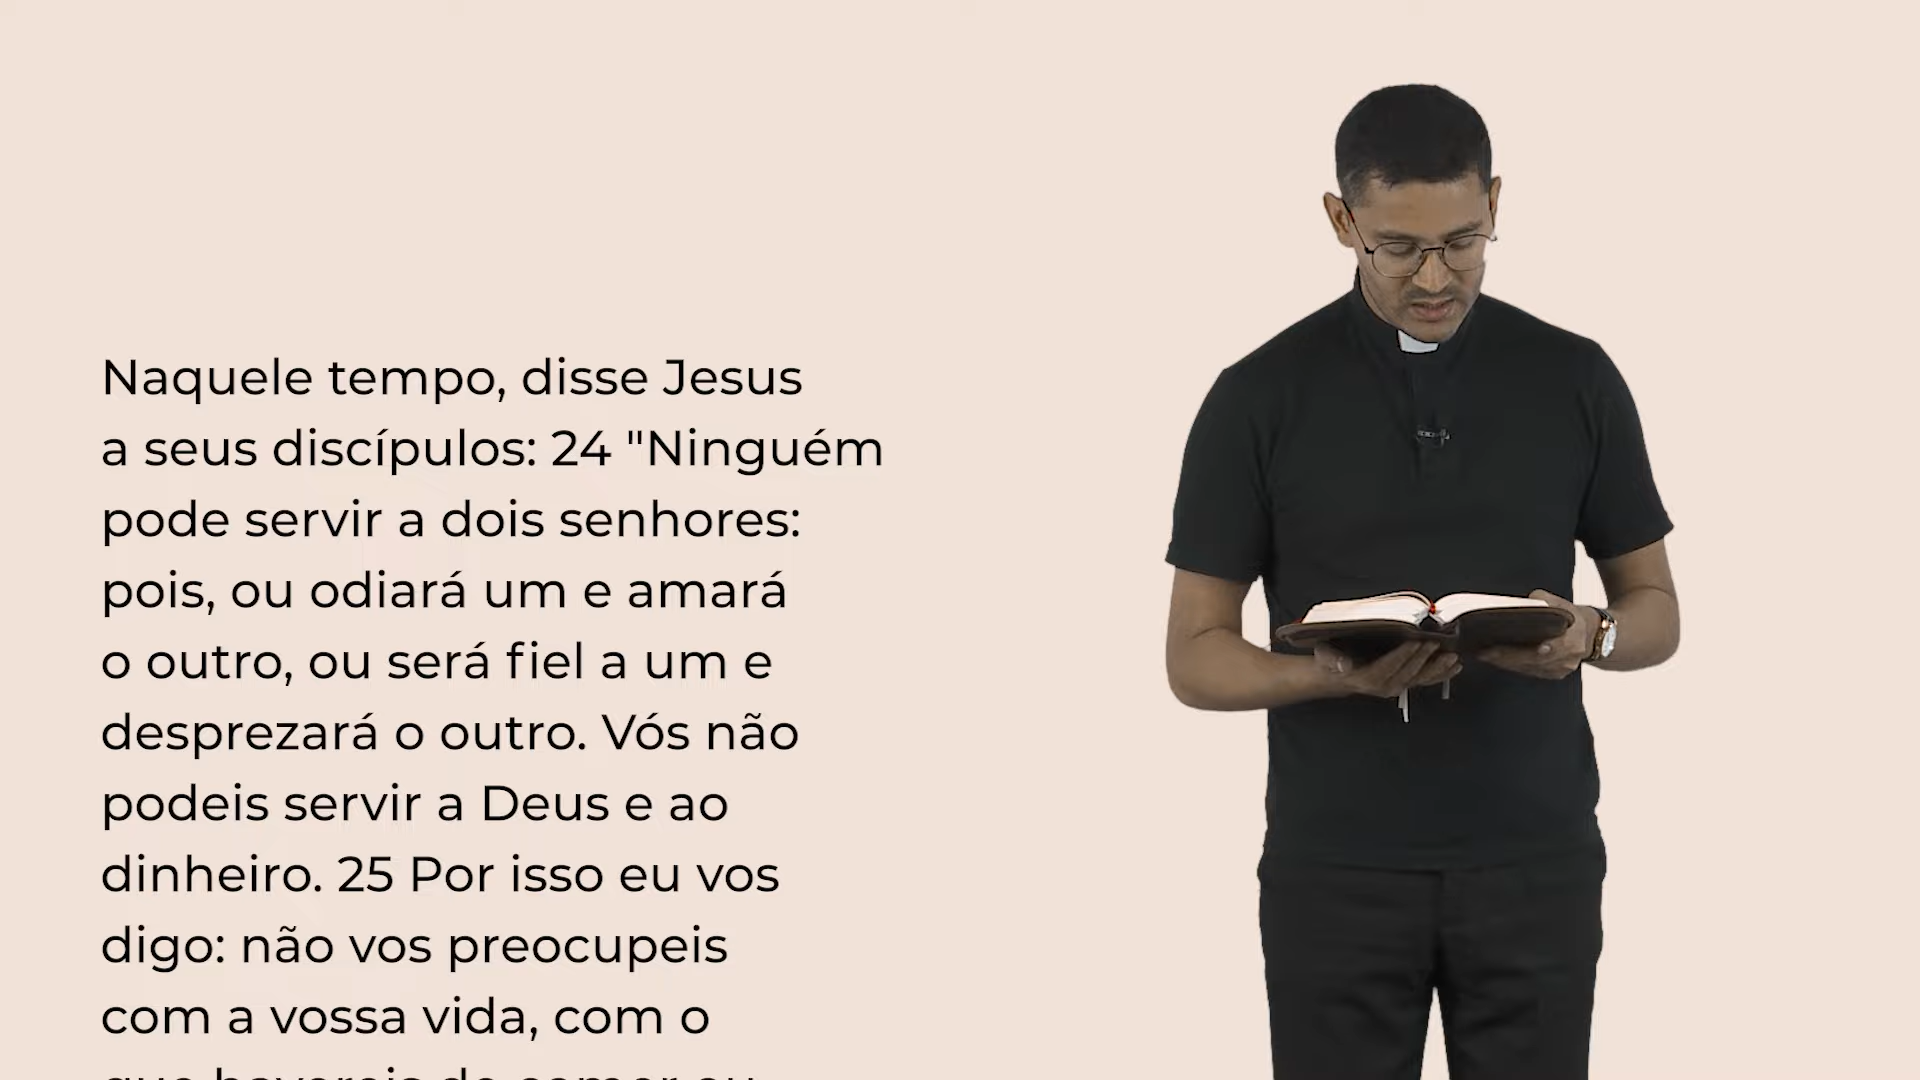 Naquele tempo, disse Jesus
a seus discípulos: 24 "Ninguém
pode servir a dois senhores:
pois, ou odiará um e amará
o outro, ou será fiel a um e
desprezará o outro. Vós não
podeis servir a Deus e ao
dinheiro. 25 Por isso eu vos
digo: não vos preocupeis
com a vossa vida, com o